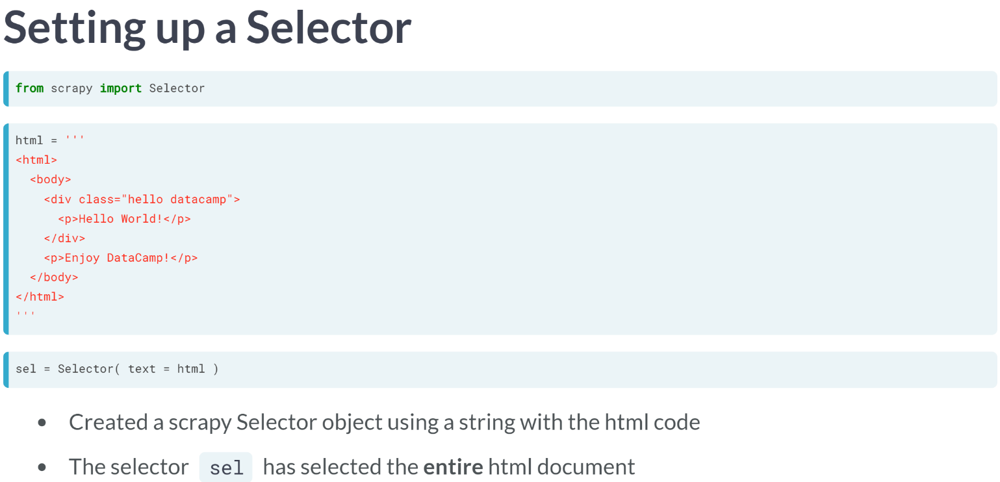 Setting up a Selector
from scrapy import Selector
html = '''
<html>
  <body>
    <div class="hello datacamp">
      <p>Hello World!</p>
    </div>
    <p>Enjoy DataCamp!</p>
  </body>
</html>
'''
sel = Selector( text = html )
• Created a scrapy Selector object using a string with the html code
• The selector sel has selected the entire html document